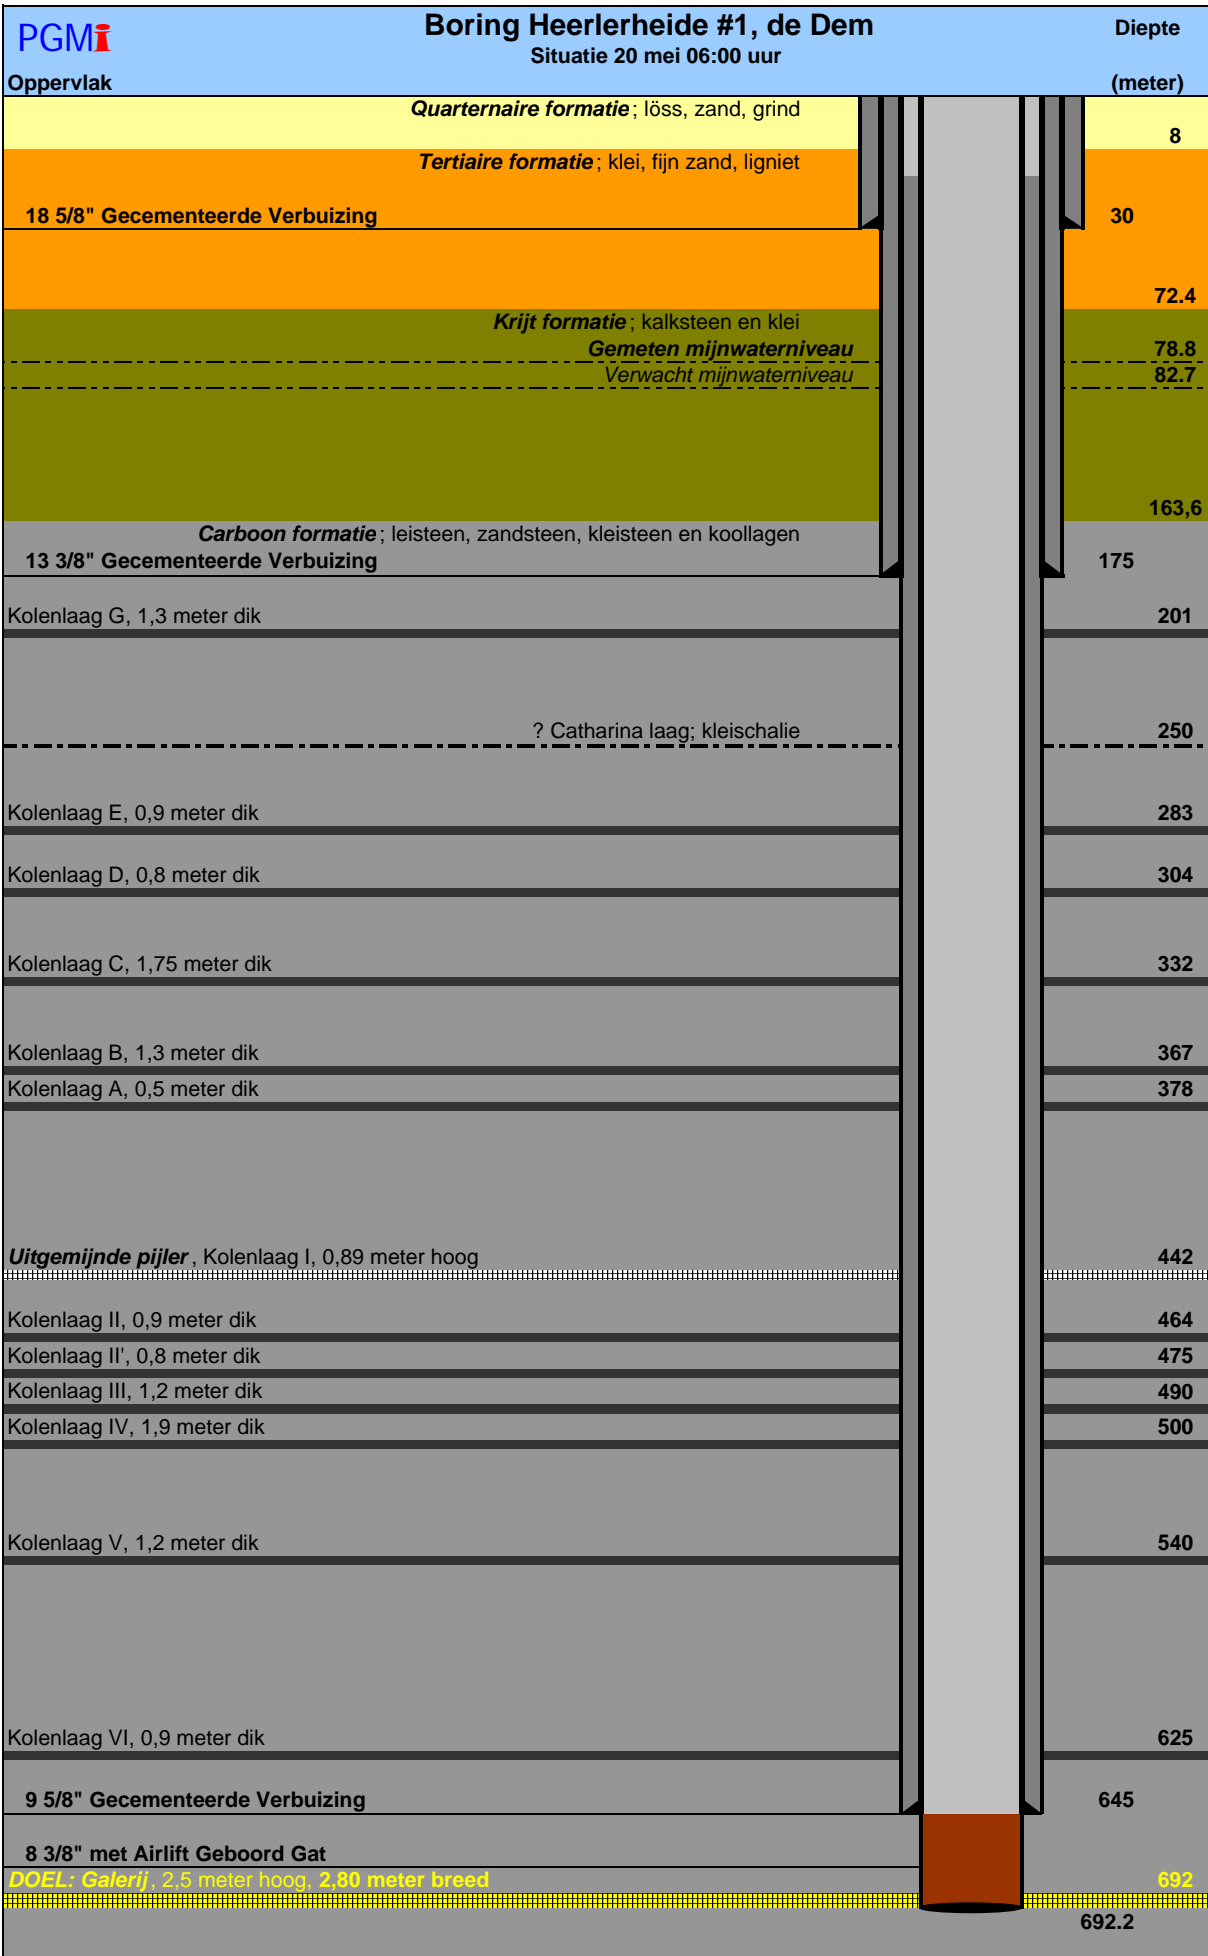 PGMi
Boring Heerlerheide #1, de Dem
Diepte
Situatie 20 mei 06:00 uur
Oppervlak
(meter)
Quarternaire formatie; löss, zand, grind
8
Tertiaire formatie; klei, fijn zand, ligniet
18 5/8" Gecementeerde Verbuizing
30
72.4
Krijt formatie; kalksteen en klei
Gemeten mijnwaterniveau
78.8
Verwacht mijnwaterniveau
82.7
163,6
Carboon formatie; leisteen, zandsteen, kleisteen en koollagen
13 3/8" Gecementeerde Verbuizing
175
Kolenlaag G, 1,3 meter dik
201
? Catharina laag; kleischalie
250
Kolenlaag E, 0,9 meter dik
283
Kolenlaag D, 0,8 meter dik
304
Kolenlaag C, 1,75 meter dik
332
Kolenlaag B, 1,3 meter dik
367
Kolenlaag A, 0,5 meter dik
378
Uitgemijnde pijler, Kolenlaag I, 0,89 meter hoog
442
Kolenlaag II, 0,9 meter dik
464
Kolenlaag II', 0,8 meter dik
475
Kolenlaag III, 1,2 meter dik
490
Kolenlaag IV, 1,9 meter dik
500
Kolenlaag V, 1,2 meter dik
540
Kolenlaag VI, 0,9 meter dik
625
9 5/8" Gecementeerde Verbuizing
645
8 3/8" met Airlift Geboord Gat
DOEL: Galerij, 2,5 meter hoog, 2,80 meter breed
692
692.2